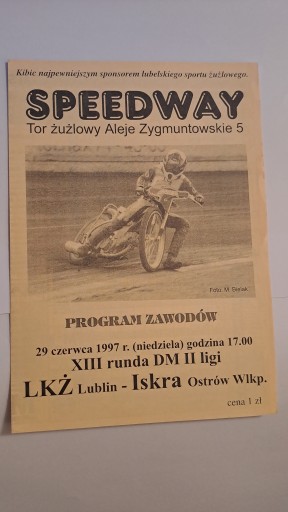 Kibic najpewniejszym sponsorem lubelskiego sportu żużlowego.
SPEEDWAY
Tor żużlowy Aleje Zygmuntowskie 5
Foto: M.
PROGRAM ZAWODÓW
29 czerwca 1997 r. (niedziela) godzina 17.00
XIII runda DM II ligi
LKŻ Lublin - Iskra Ostrów Wlkp.
cena 1 zł